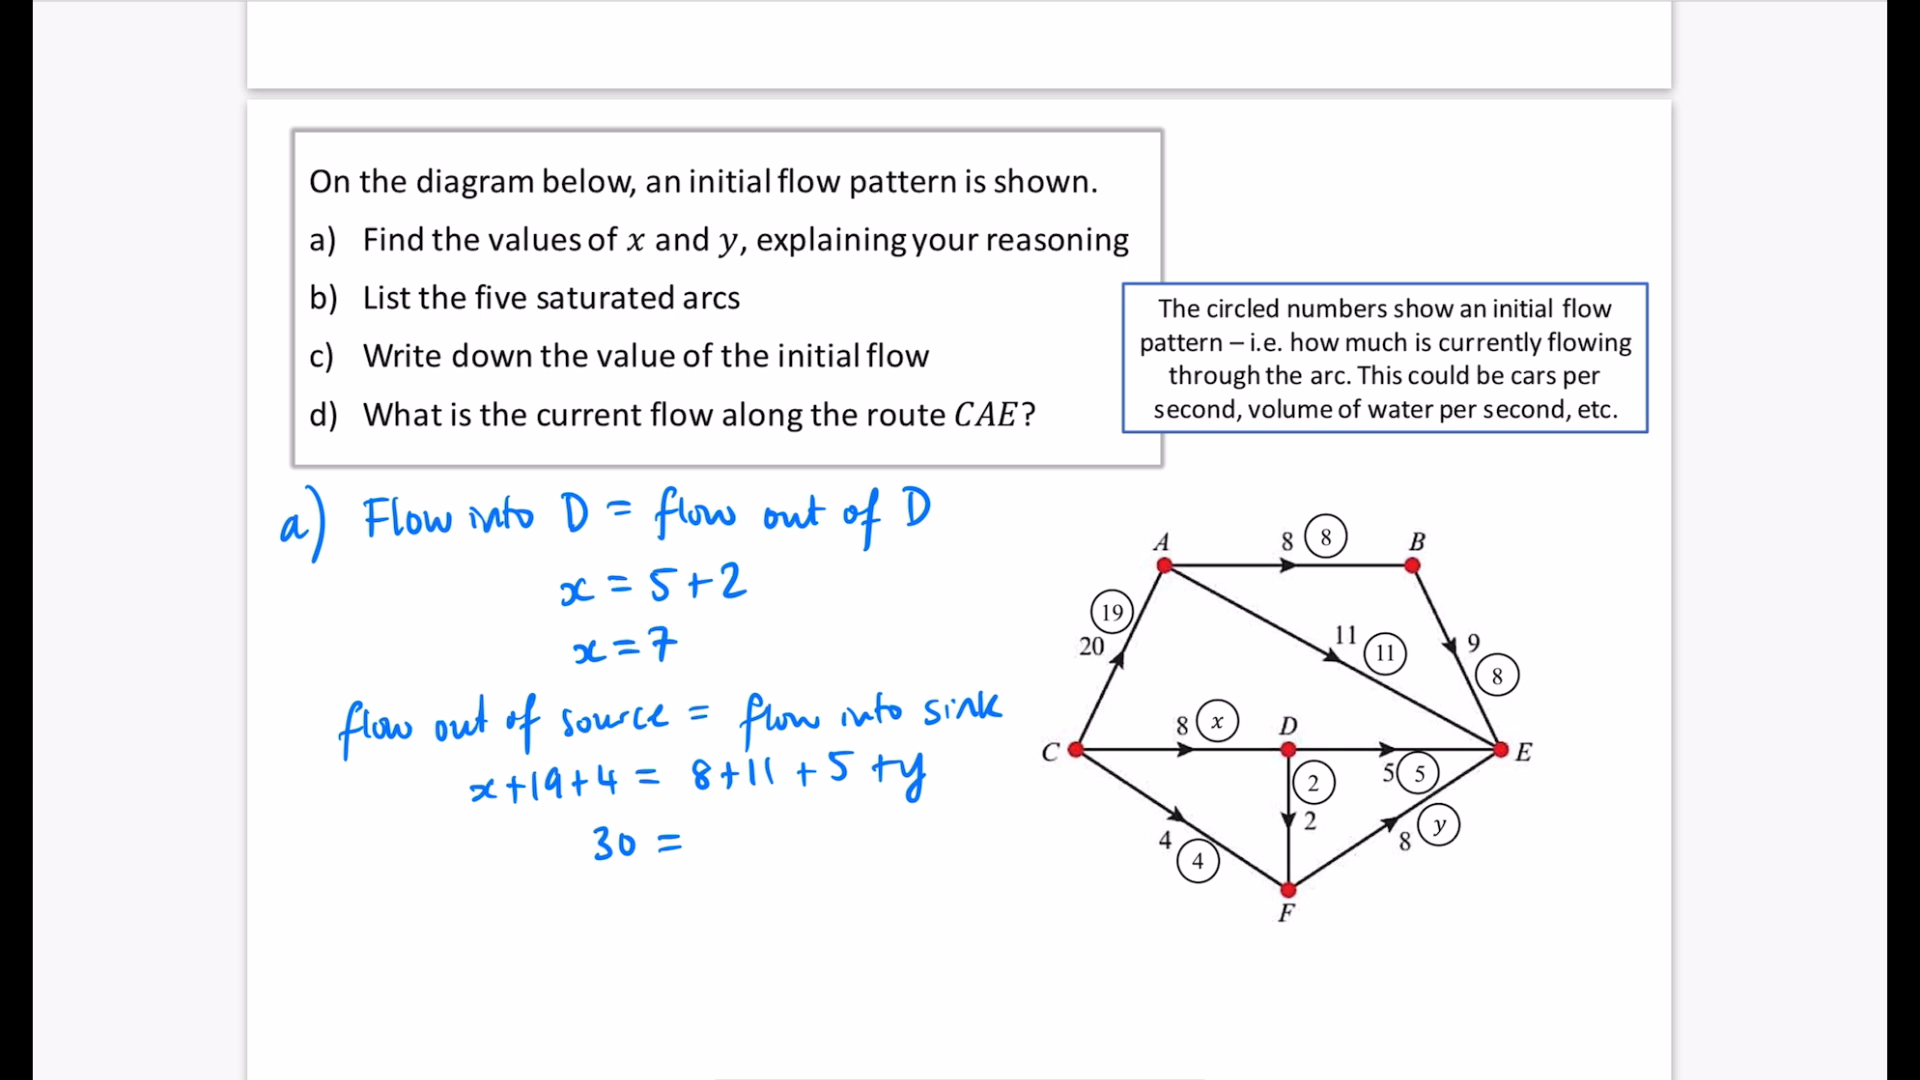 On the diagram below, an initial flow pattern is shown.
a) Find the values of x and y, explaining your reasoning
b) List the five saturated arcs
c) Write down the value of the initial flow
d) What is the current flow along the route CAE?
The circled numbers show an initial flow
pattern – i.e. how much is currently flowing
through the arc. This could be cars per
second, volume of water per second, etc.
a) Flow into D = flow out of D
x = 5+2
x = 7
flow out of source = flow into sink
x+19+4 = 8+11+5+y
30 =
A 8 8 B
19
20 11 11 9
8
8 x D
C E
2 5 5
2 y
4 8
4
F